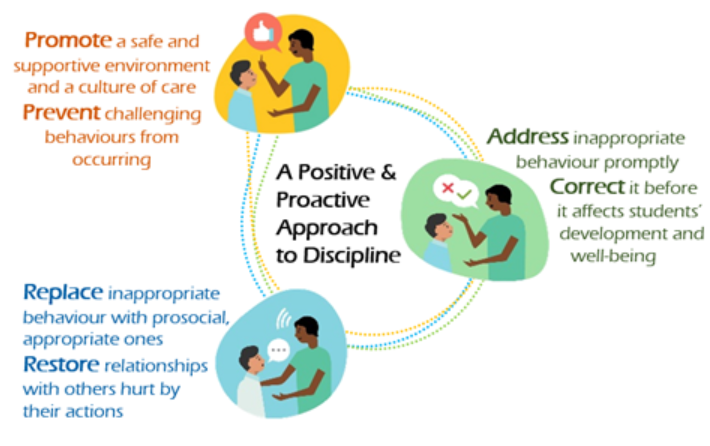 Promote a safe and
supportive environment
and a culture of care
Prevent challenging
behaviours from
occurring
A Positive &
Proactive
Approach
to Discipline
Address inappropriate
behaviour promptly
Correct it before
it affects students’
development and
well-being
Replace inappropriate
behaviour with prosocial,
appropriate ones
Restore relationships
with others hurt by
their actions